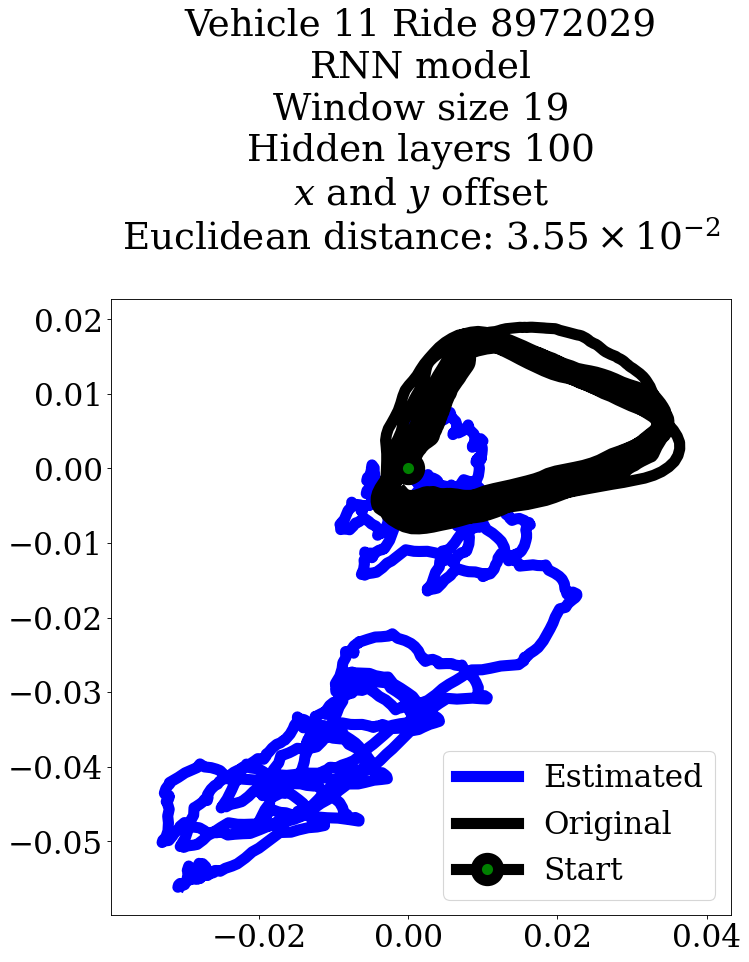 Vehicle 11 Ride 8972029
RNN model
Window size 19
Hidden layers 100
x and y offset
Euclidean distance: 3.55 × 10⁻²
0.02
0.01
0.00
−0.01
−0.02
−0.03
−0.04
−0.05
Estimated
Original
Start
−0.02
0.00
0.02
0.04